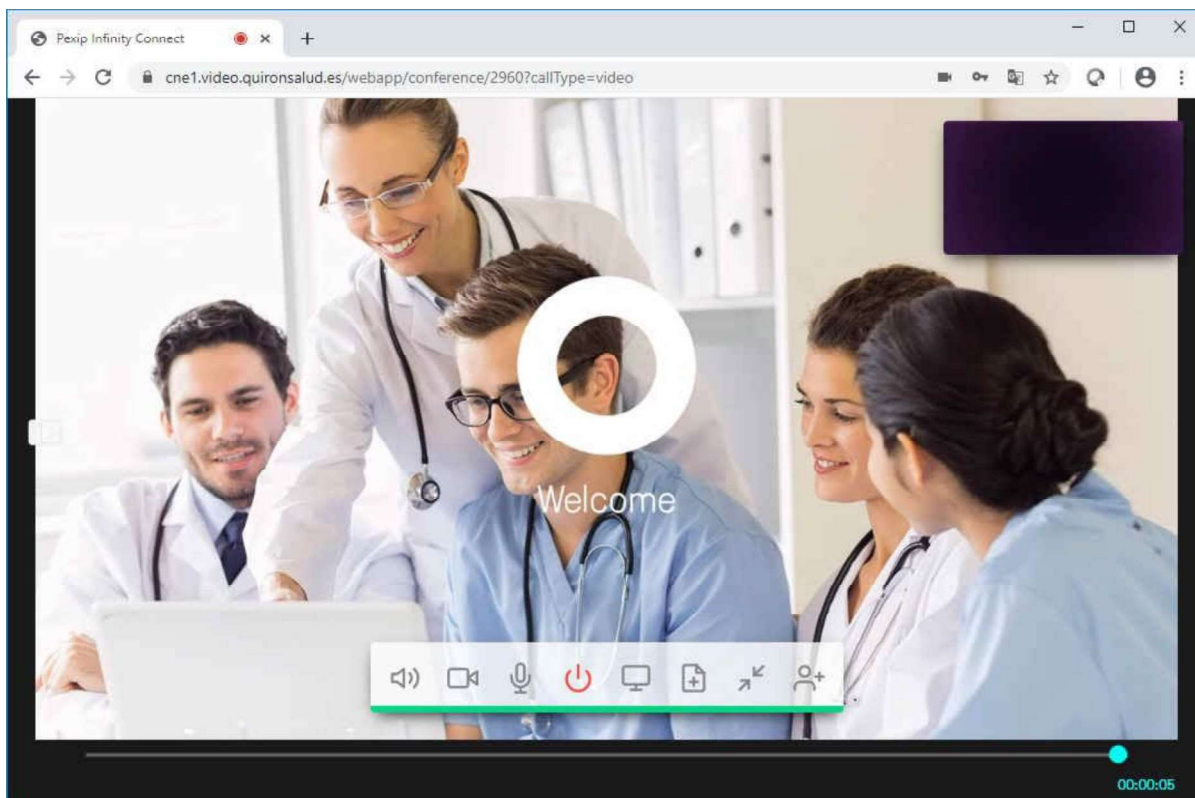 Pexip Infinity Connect
cne1.video.quironsalud.es/webapp/conference/2960?callType=video
Welcome
00:00:05